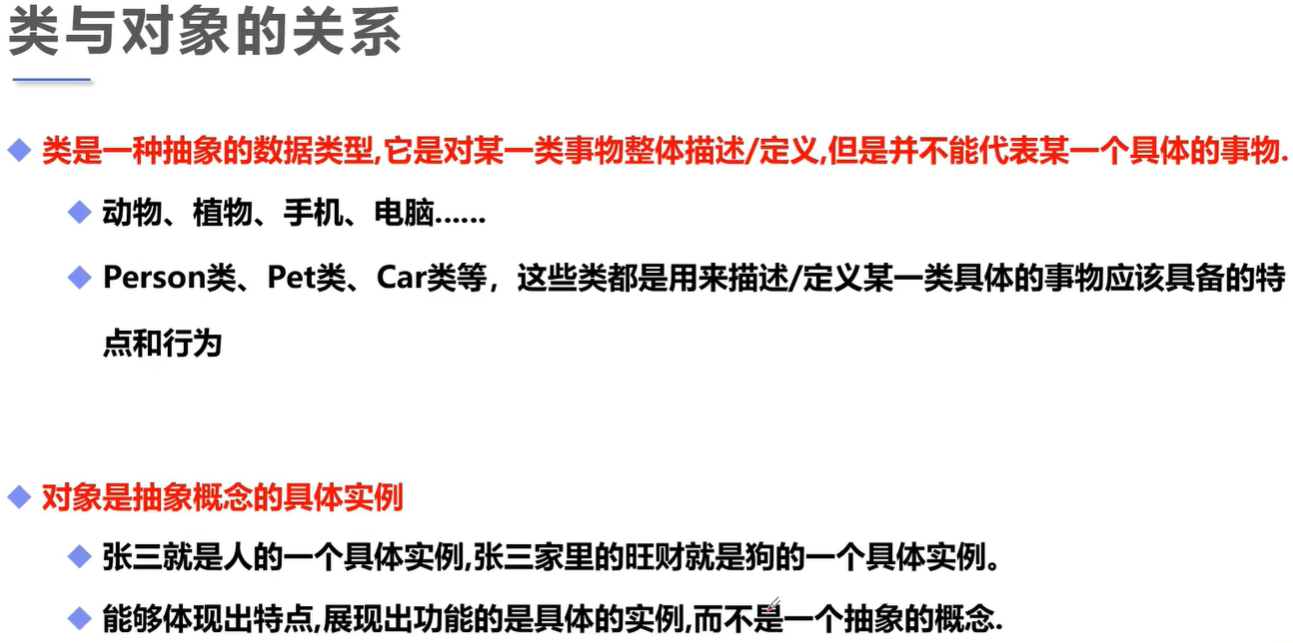 类与对象的关系
类是一种抽象的数据类型,它是对某一类事物整体描述/定义,但是并不能代表某一个具体的事物.
动物、植物、手机、电脑......
Person类、Pet类、Car类等，这些类都是用来描述/定义某一类具体的事物应该具备的特
点和行为
对象是抽象概念的具体实例
张三就是人的一个具体实例,张三家里的旺财就是狗的一个具体实例。
能够体现出特点,展现出功能的是具体的实例,而不是一个抽象的概念.